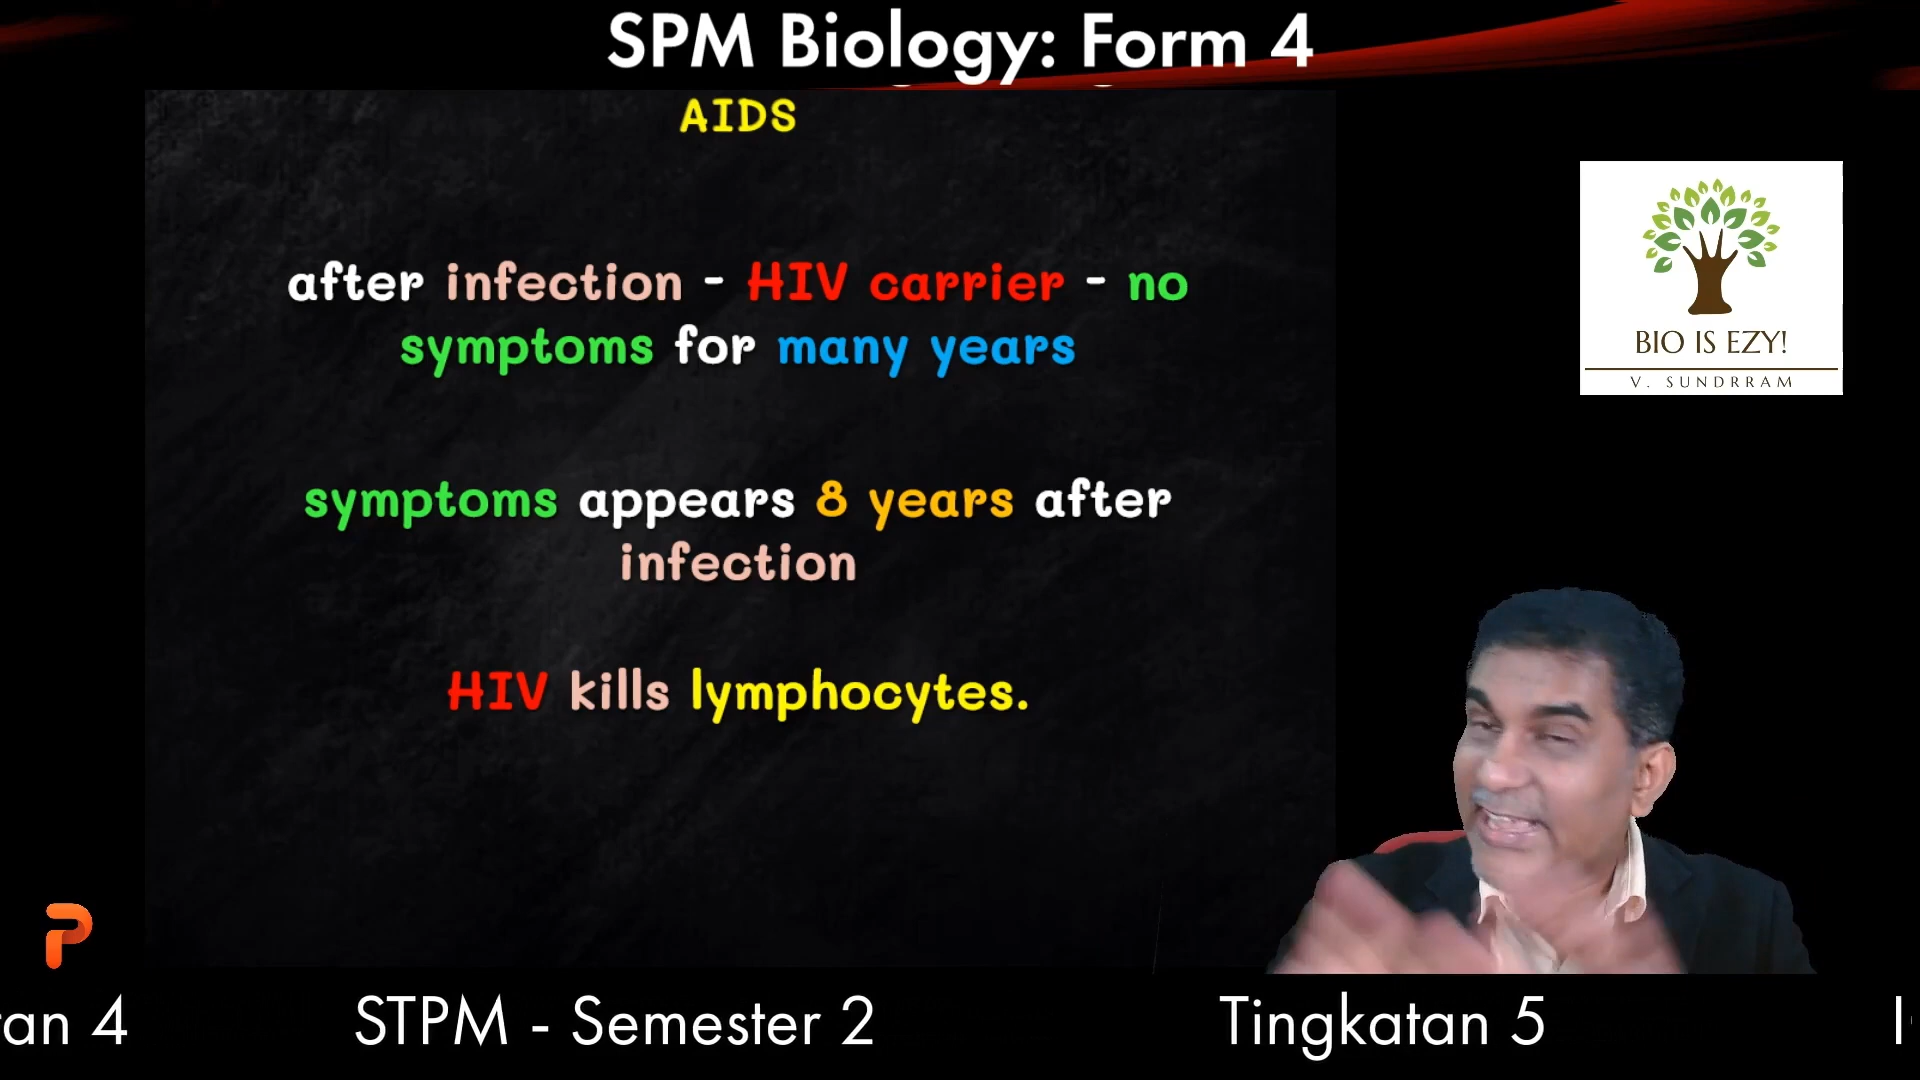 SPM Biology: Form 4
AIDS
after infection - HIV carrier - no
symptoms for many years
symptoms appears 8 years after
infection
HIV kills lymphocytes.
BIO IS EZY!
V. SUNDRRAM
an 4
STPM - Semester 2
Tingkatan 5